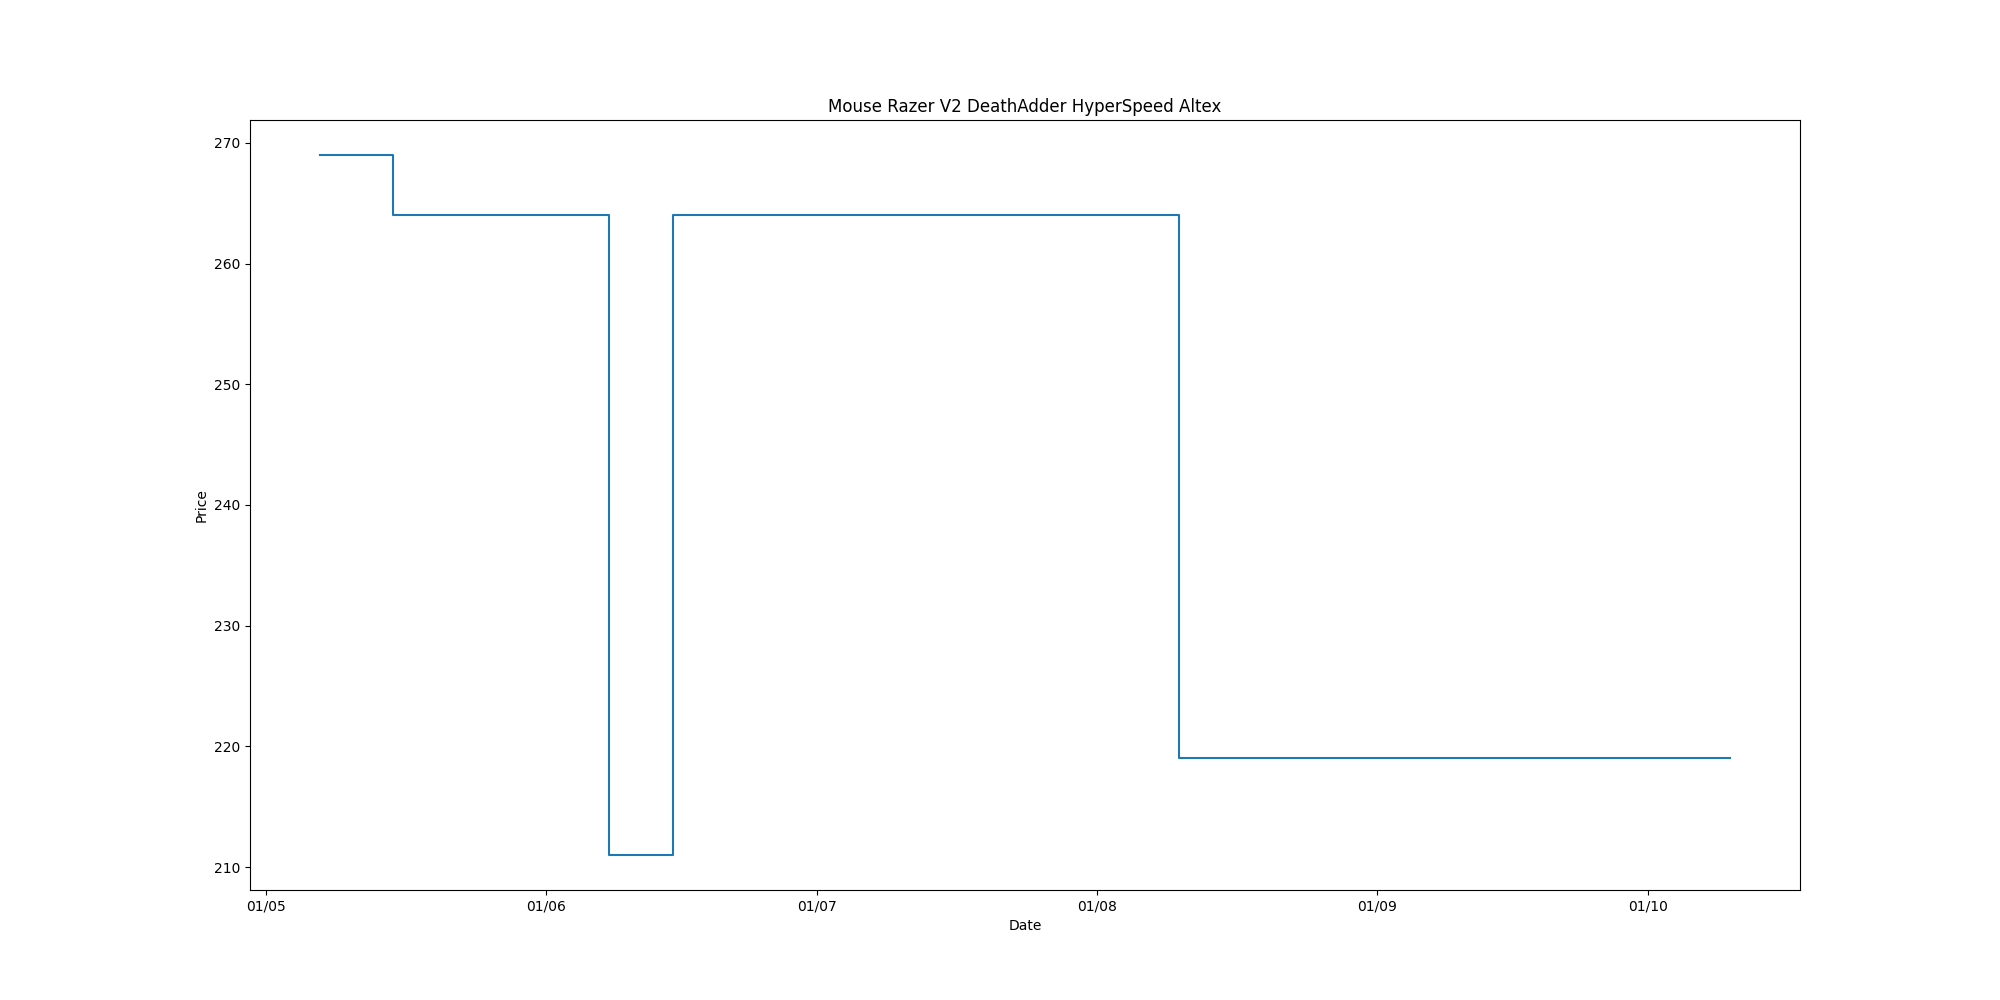 Mouse Razer V2 DeathAdder HyperSpeed Altex
270
260
250
240
230
220
210
Price
01/05 01/06 01/07 01/08 01/09 01/10
Date